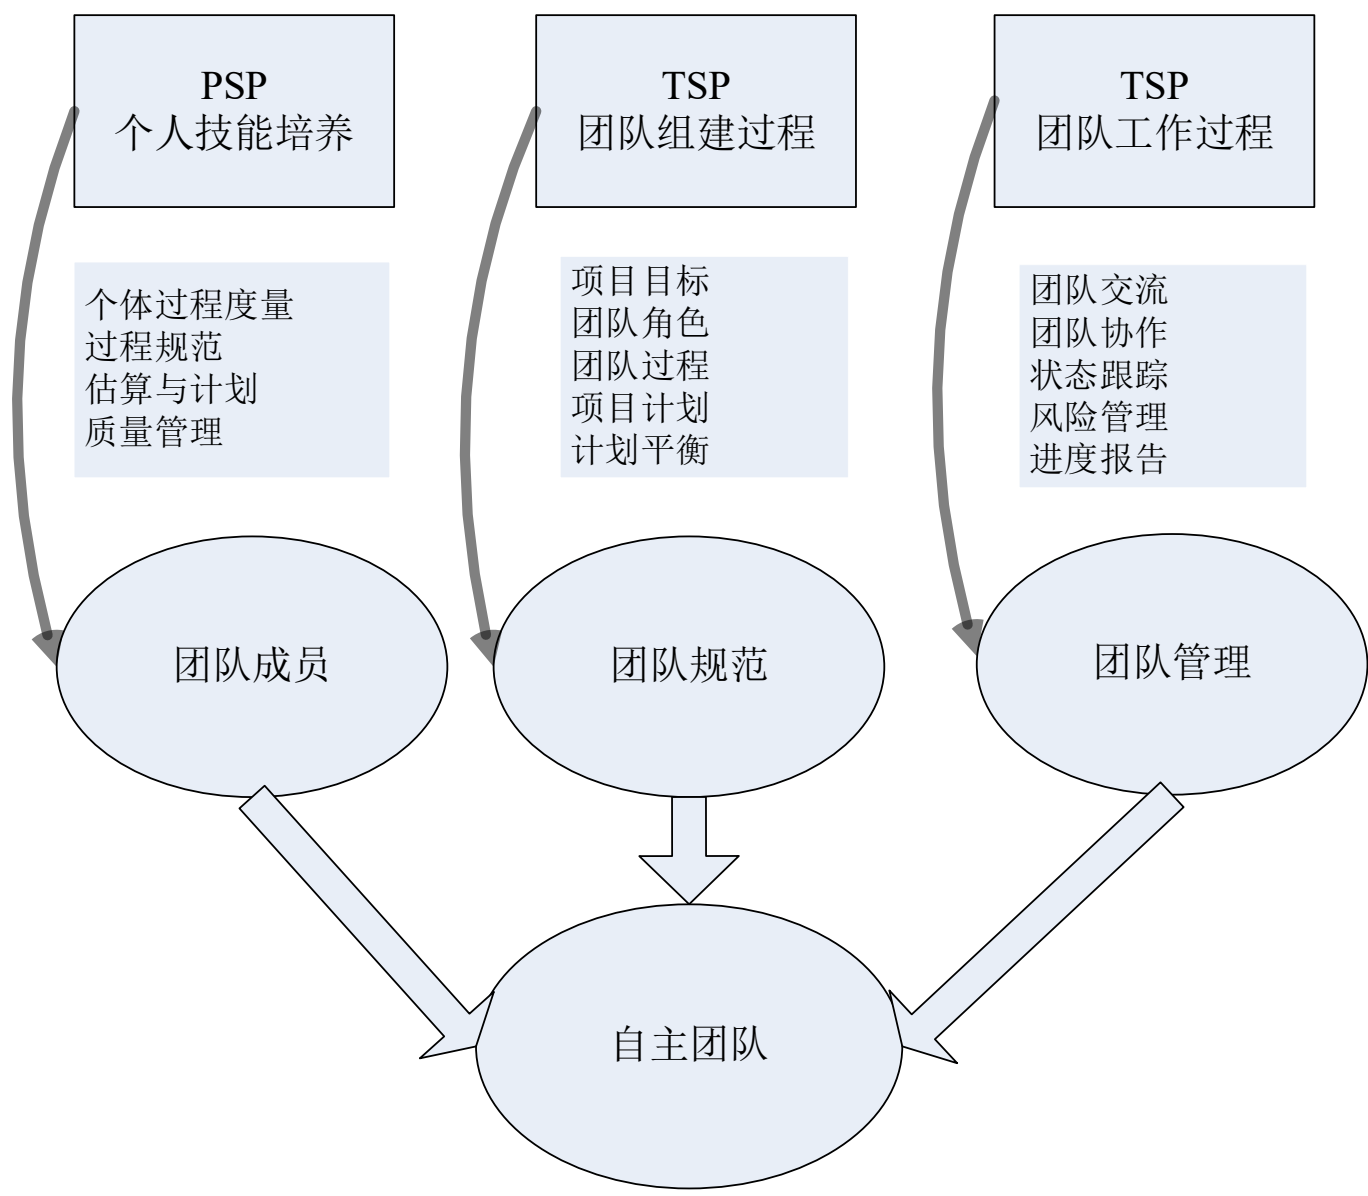 PSP
个人技能培养
TSP
团队组建过程
TSP
团队工作过程
个体过程度量
过程规范
估算与计划
质量管理
项目目标
团队角色
团队过程
项目计划
计划平衡
团队交流
团队协作
状态跟踪
风险管理
进度报告
团队成员
团队规范
团队管理
自主团队